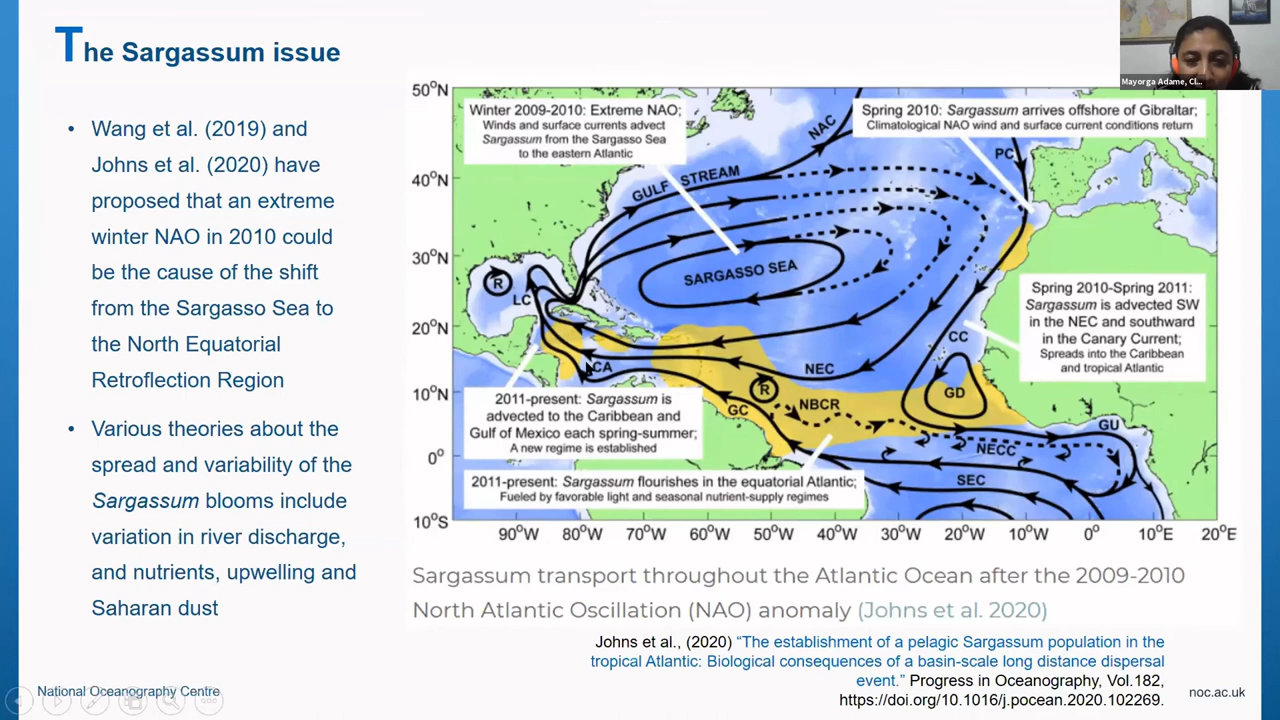 The Sargassum issue
• Wang et al. (2019) and
Johns et al. (2020) have
proposed that an extreme
winter NAO in 2010 could
be the cause of the shift
from the Sargasso Sea to
the North Equatorial
Retroflection Region
• Various theories about the
spread and variability of the
Sargassum blooms include
variation in river discharge,
and nutrients, upwelling and
Saharan dust
Mayorga Adame, Cl...
50°N
40°N
30°N
20°N
10°N
0°
10°S
90°W 80°W 70°W 60°W 50°W 40°W 30°W 20°W 10°W 0° 10°E 20°E
Winter 2009-2010: Extreme NAO;
Winds and surface currents advect
Sargassum from the Sargasso Sea
to the eastern Atlantic
Spring 2010: Sargassum arrives offshore of Gibraltar;
Climatological NAO wind and surface current conditions return
NAC
PC
GULF STREAM
SARGASSO SEA
R
LC
Spring 2010-Spring 2011:
Sargassum is advected SW
in the NEC and southward
in the Canary Current;
Spreads into the Caribbean
and tropical Atlantic
CC
CA
NEC
R
GD
GC
NBCR
GU
NECC
SEC
2011-present: Sargassum is
advected to the Caribbean and
Gulf of Mexico each spring-summer;
A new regime is established
2011-present: Sargassum flourishes in the equatorial Atlantic;
Fueled by favorable light and seasonal nutrient-supply regimes
Sargassum transport throughout the Atlantic Ocean after the 2009-2010
North Atlantic Oscillation (NAO) anomaly (Johns et al. 2020)
Johns et al., (2020) “The establishment of a pelagic Sargassum population in the
tropical Atlantic: Biological consequences of a basin-scale long distance dispersal
event.” Progress in Oceanography, Vol.182,
https://doi.org/10.1016/j.pocean.2020.102269.
National Oceanography Centre
noc.ac.uk